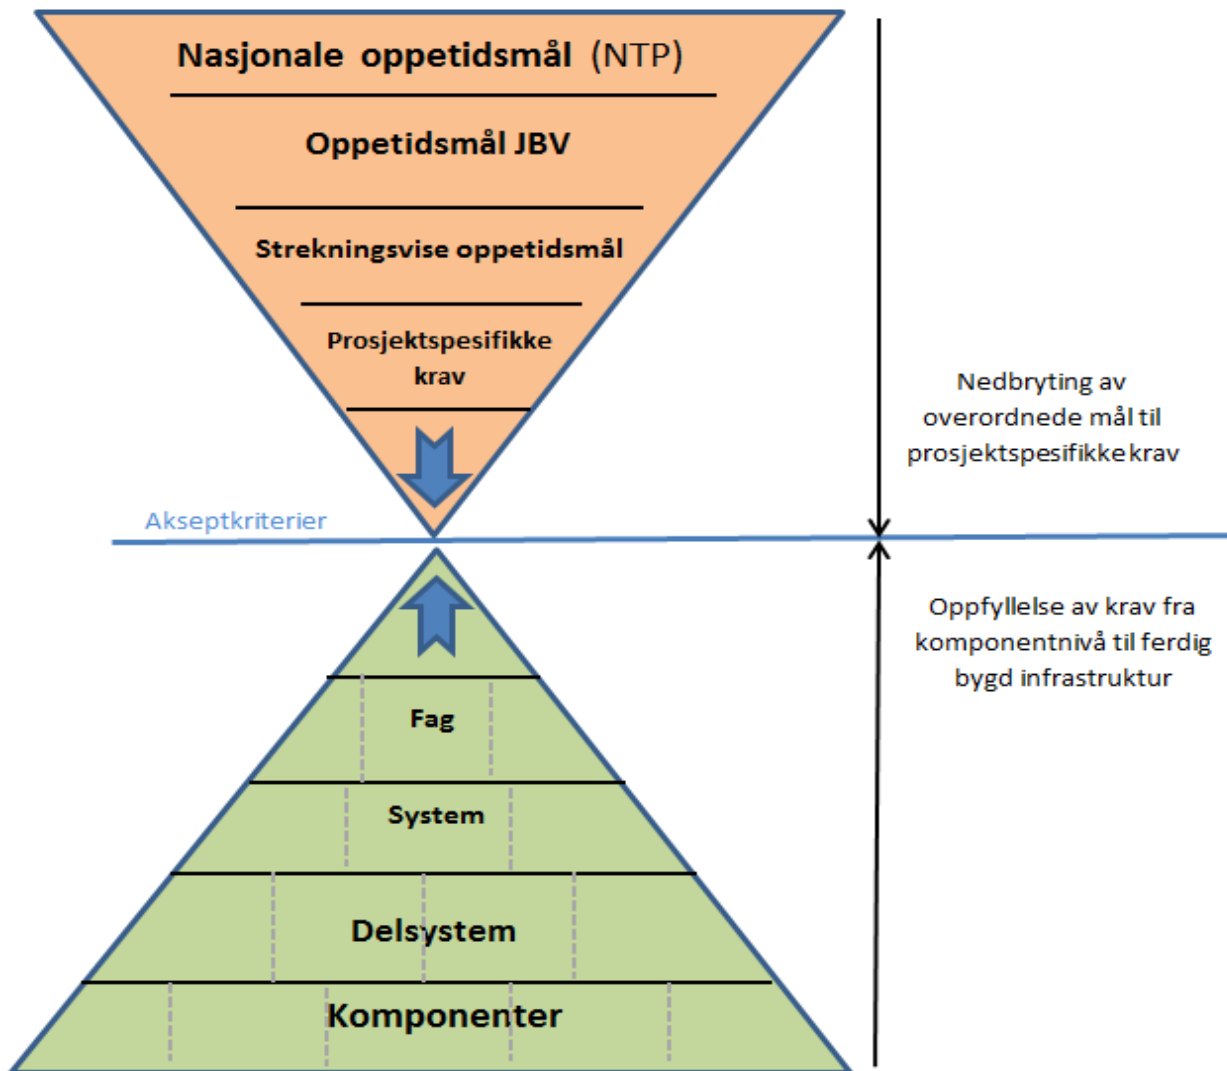 Nasjonale oppetidsmål (NTP)
Oppetidsmål JBV
Strekningsvise oppetidsmål
Prosjektspesifikke
krav
Nedbryting av
overordnede mål til
prosjektspesifikke krav
Akseptkriterier
Oppfyllelse av krav fra
komponentnivå til ferdig
bygd infrastruktur
Fag
System
Delsystem
Komponenter